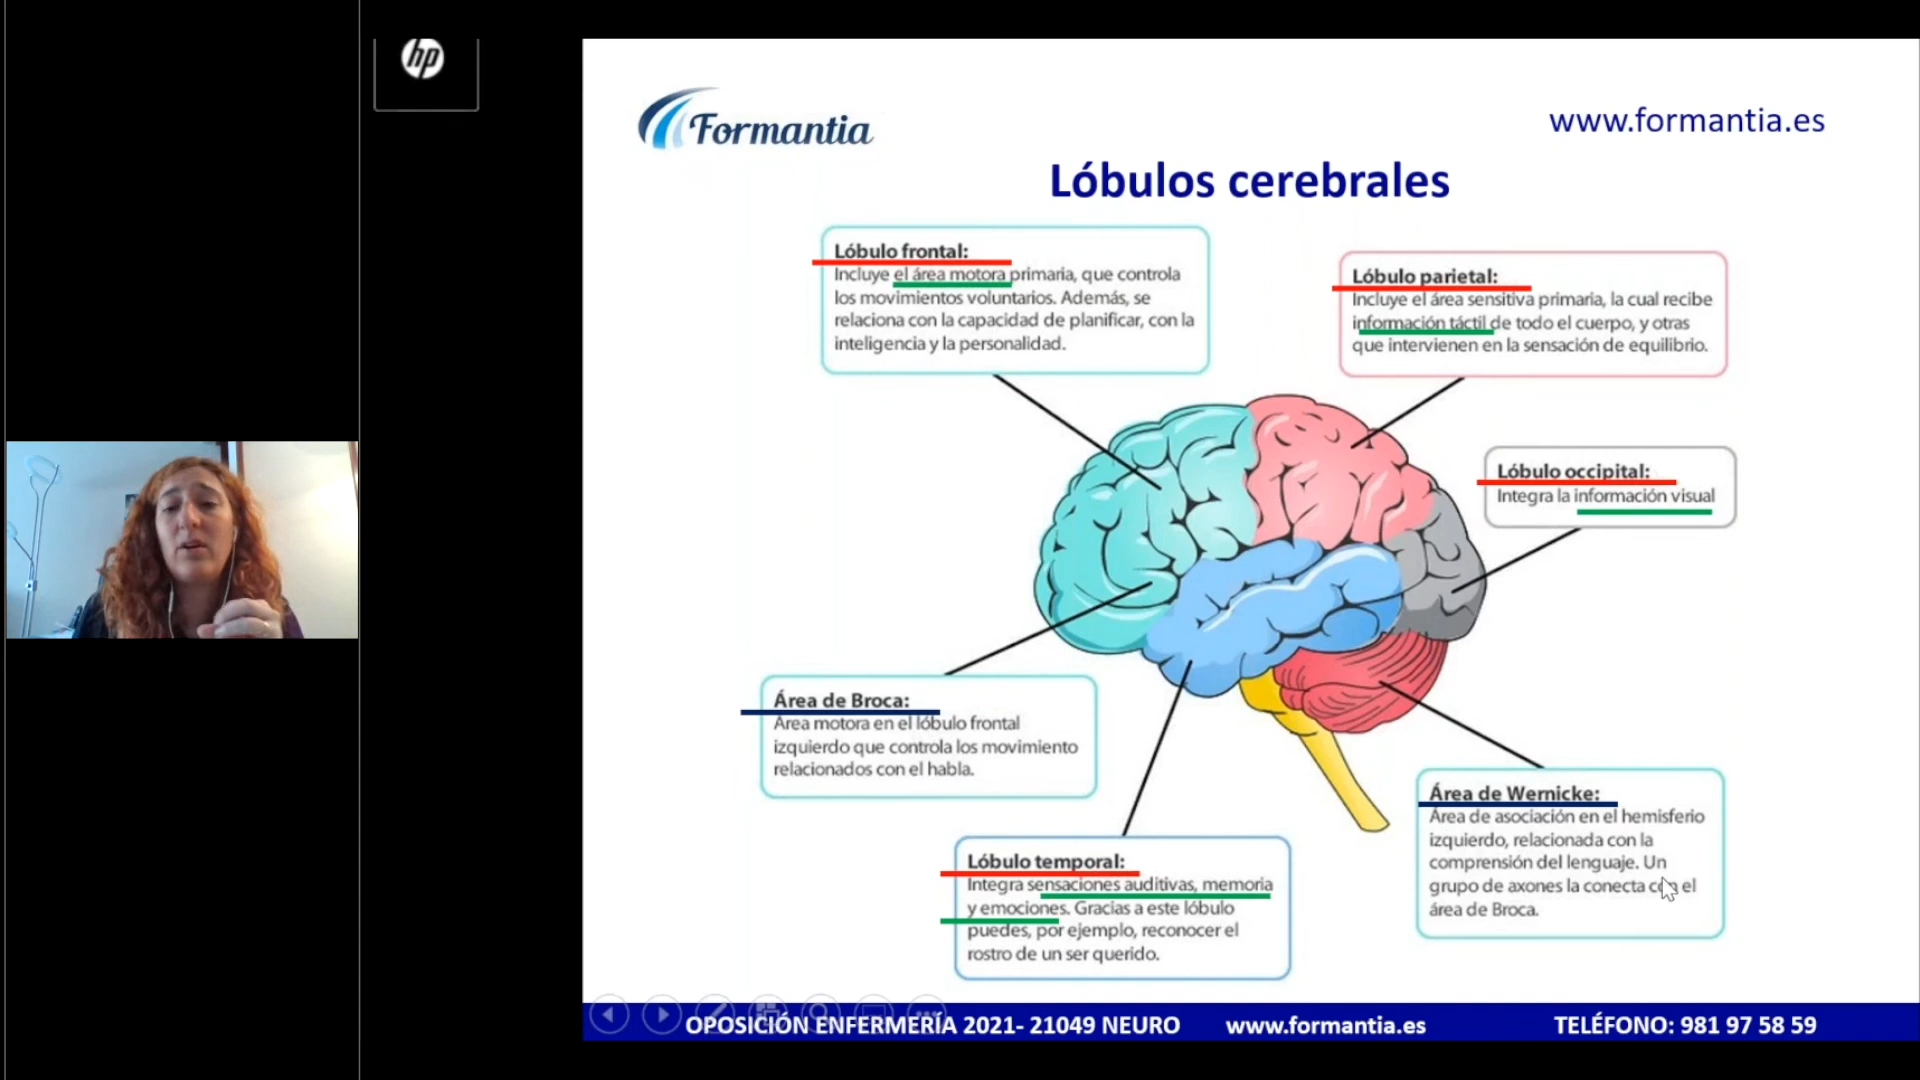 hp
Formantia
www.formantia.es
Lóbulos cerebrales
Lóbulo frontal:
Incluye el área motora primaria, que controla
los movimientos voluntarios. Además, se
relaciona con la capacidad de planificar, con la
inteligencia y la personalidad.
Lóbulo parietal:
Incluye el área sensitiva primaria, la cual recibe
información táctil de todo el cuerpo, y otras
que intervienen en la sensación de equilibrio.
Lóbulo occipital:
Integra la información visual
Área de Broca:
Área motora en el lóbulo frontal
izquierdo que controla los movimiento
relacionados con el habla.
Lóbulo temporal:
Integra sensaciones auditivas, memoria
y emociones. Gracias a este lóbulo
puedes, por ejemplo, reconocer el
rostro de un ser querido.
Área de Wernicke:
Área de asociación en el hemisferio
izquierdo, relacionada con la
comprensión del lenguaje. Un
grupo de axones la conecta con el
área de Broca.
OPOSICIÓN ENFERMERÍA 2021- 21049 NEURO www.formantia.es TELÉFONO: 981 97 58 59